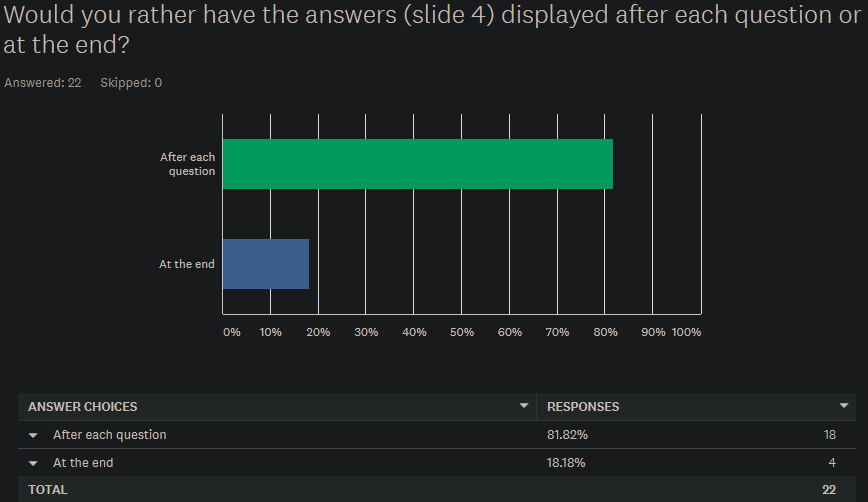 Would you rather have the answers (slide 4) displayed after each question or
at the end?
Answered: 22 Skipped: 0
After each
question
At the end
0% 10% 20% 30% 40% 50% 60% 70% 80% 90% 100%
ANSWER CHOICES RESPONSES
After each question 81.82% 18
At the end 18.18% 4
TOTAL 22